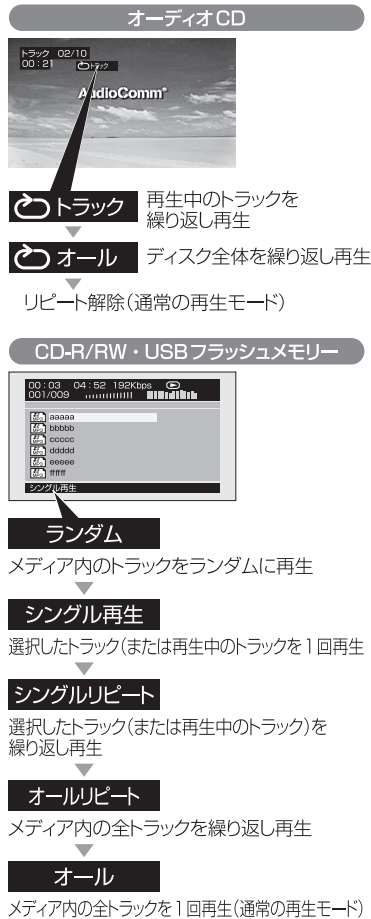 オーディオCD
トラック 02/10
00:21 トラック
AudioComm®
トラック
再生中のトラックを
繰り返し再生
オール
ディスク全体を繰り返し再生
リピート解除(通常の再生モード)
CD-R/RW・USBフラッシュメモリー
00:03 04:52 192Kbps
001/009
aaaaa
bbbbb
ccccc
ddddd
eeeee
ffffff
シングル再生
ランダム
メディア内のトラックをランダムに再生
シングル再生
選択したトラック(または再生中のトラックを1回再生
シングルリピート
選択したトラック(または再生中のトラック)を
繰り返し再生
オールリピート
メディア内の全トラックを繰り返し再生
オール
メディア内の全トラックを1回再生(通常の再生モード)